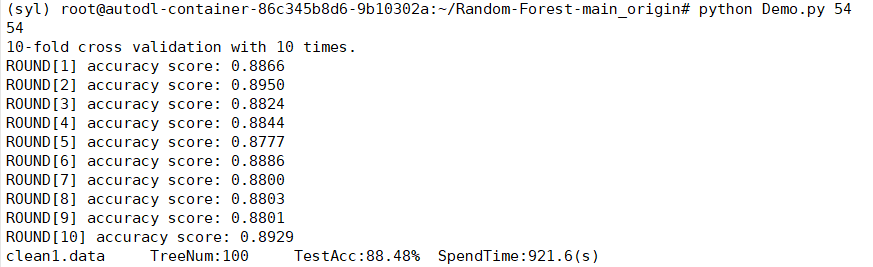 (syl) root@autodl-container-86c345b8d6-9b10302a:~/Random-Forest-main_origin# python Demo.py 54
54
10-fold cross validation with 10 times.
ROUND[1] accuracy score: 0.8866
ROUND[2] accuracy score: 0.8950
ROUND[3] accuracy score: 0.8824
ROUND[4] accuracy score: 0.8844
ROUND[5] accuracy score: 0.8777
ROUND[6] accuracy score: 0.8886
ROUND[7] accuracy score: 0.8800
ROUND[8] accuracy score: 0.8803
ROUND[9] accuracy score: 0.8801
ROUND[10] accuracy score: 0.8929
clean1.data     TreeNum:100     TestAcc:88.48%  SpendTime:921.6(s)